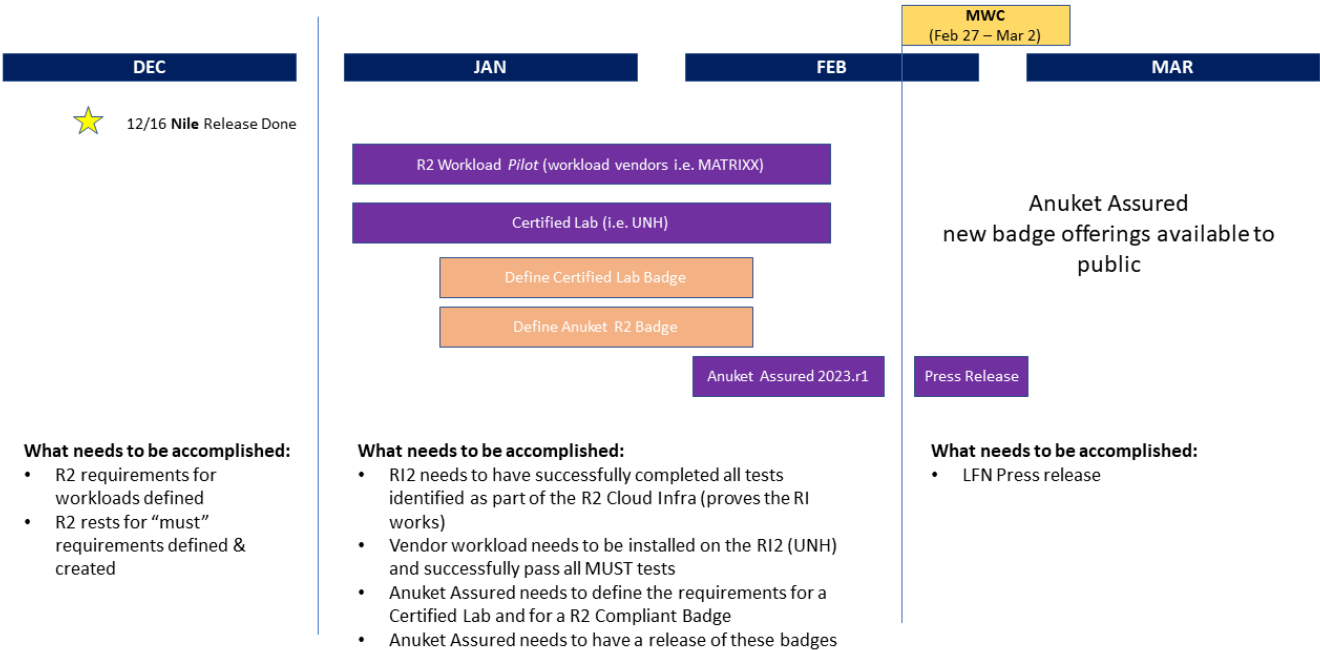 MWC
(Feb 27 – Mar 2)
DEC
JAN
FEB
MAR
12/16 Nile Release Done
R2 Workload Pilot (workload vendors i.e. MATRIXX)
Certified Lab (i.e. UNH)
Define Certified Lab Badge
Define Anuket R2 Badge
Anuket Assured 2023.r1
Press Release
Anuket Assured
new badge offerings available to
public
What needs to be accomplished:
• R2 requirements for
workloads defined
• R2 rests for “must”
requirements defined &
created
What needs to be accomplished:
• RI2 needs to have successfully completed all tests
identified as part of the R2 Cloud Infra (proves the RI
works)
• Vendor workload needs to be installed on the RI2 (UNH)
and successfully pass all MUST tests
• Anuket Assured needs to define the requirements for a
Certified Lab and for a R2 Compliant Badge
• Anuket Assured needs to have a release of these badges
What needs to be accomplished:
• LFN Press release